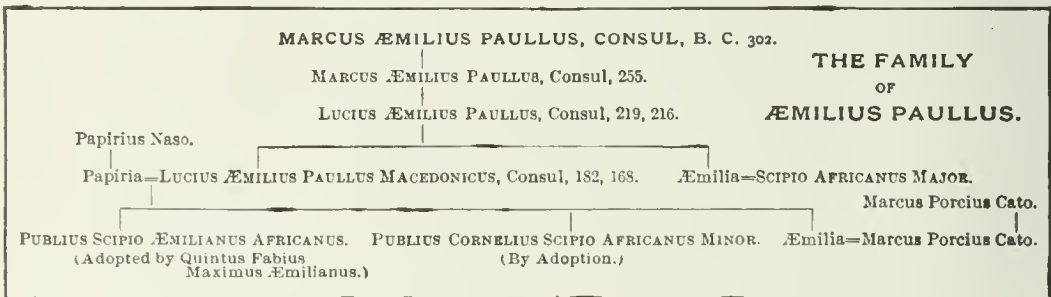 MARCUS ÆMILIUS PAULLUS, CONSUL, B. C. 302.
THE FAMILY
OF
ÆMILIUS PAULLUS.
MARCUS ÆMILIUS PAULLUS, Consul, 255.
LUCIUS ÆMILIUS PAULLUS, Consul, 219, 216.
Papirius Naso.
Papiria=LUCIUS ÆMILIUS PAULLUS MACEDONICUS, Consul, 182, 168. Æmilia=SCIPIO AFRICANUS MAJOR.
Marcus Porcius Cato.
PUBLIUS SCIPIO ÆMILIANUS AFRICANUS. PUBLIUS CORNELIUS SCIPIO AFRICANUS MINOR. Æmilia=Marcus Porcius Cato.
(Adopted by Quintus Fabius (By Adoption.)
Maximus Æmilianus.)